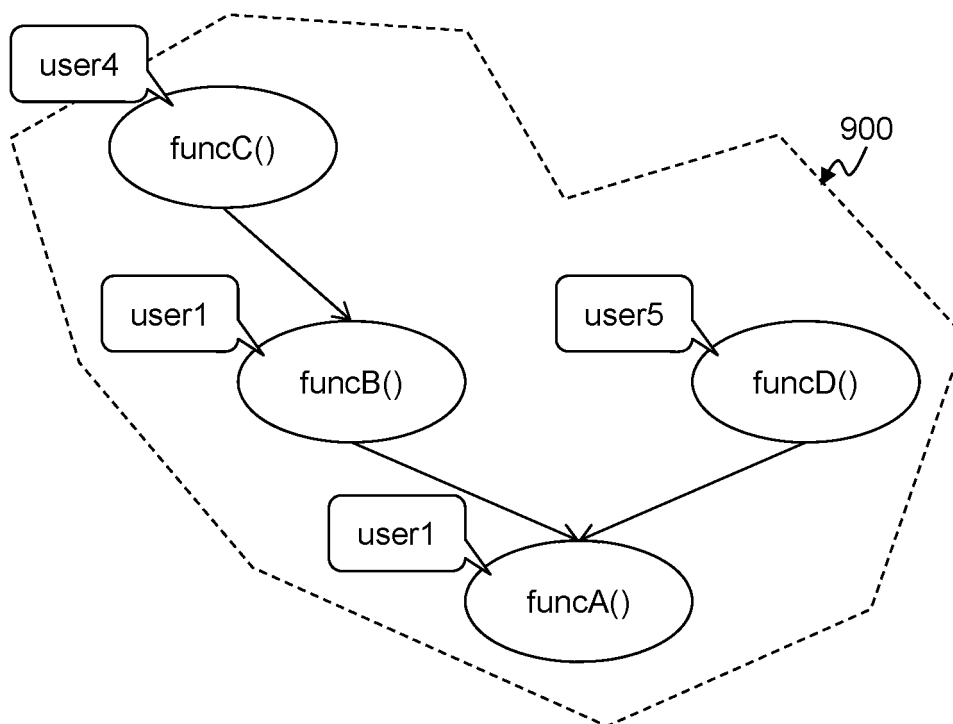 user4
funcC()
900
user1
funcB()
user5
funcD()
user1
funcA()